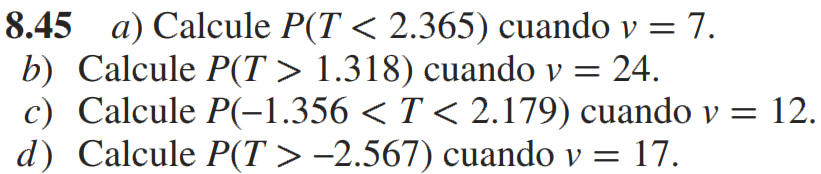 8.45 a) Calcule P(T < 2.365) cuando v = 7.
b) Calcule P(T > 1.318) cuando v = 24.
c) Calcule P(–1.356 < T < 2.179) cuando v = 12.
d) Calcule P(T > –2.567) cuando v = 17.